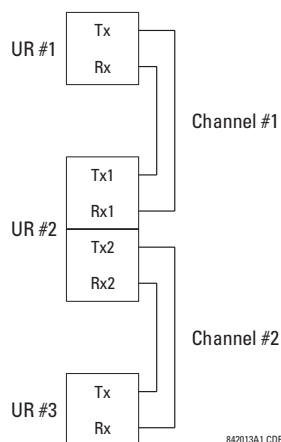 Tx
UR #1
Rx
Channel #1
Tx1
Rx1
UR #2
Tx2
Rx2
Channel #2
Tx
UR #3
Rx
842013A1.CDR